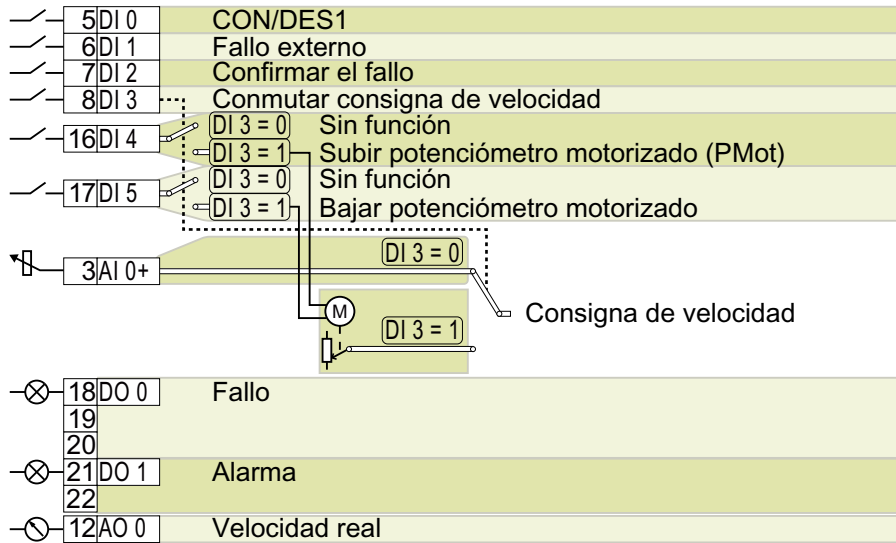 5 DI 0 CON/DES1
6 DI 1 Fallo externo
7 DI 2 Confirmar el fallo
8 DI 3 Conmutar consigna de velocidad
16 DI 4 DI 3 = 0 Sin función
DI 3 = 1 Subir potenciómetro motorizado (PMot)
17 DI 5 DI 3 = 0 Sin función
DI 3 = 1 Bajar potenciómetro motorizado
3 AI 0+ DI 3 = 0
M Consigna de velocidad
DI 3 = 1
18 DO 0 Fallo
19
20
21 DO 1 Alarma
22
12 AO 0 Velocidad real